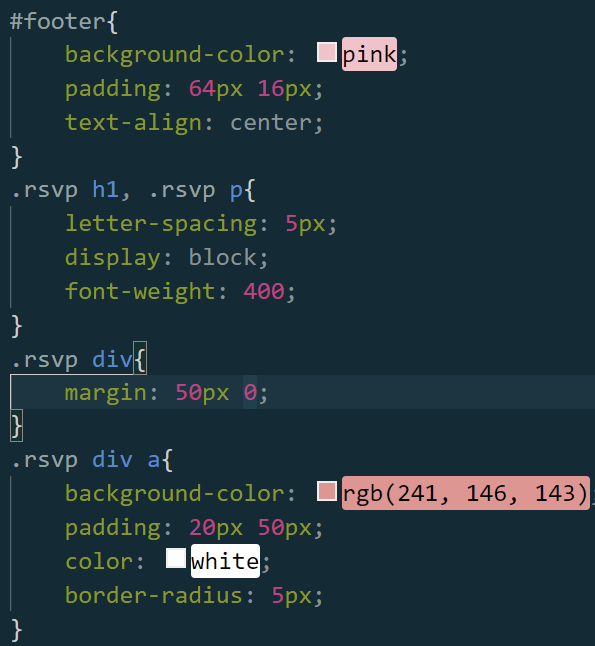 #footer{
    background-color: pink;
    padding: 64px 16px;
    text-align: center;
}
.rsvp h1, .rsvp p{
    letter-spacing: 5px;
    display: block;
    font-weight: 400;
}
.rsvp div{
    margin: 50px 0;
}
.rsvp div a{
    background-color: rgb(241, 146, 143);
    padding: 20px 50px;
    color: white;
    border-radius: 5px;
}